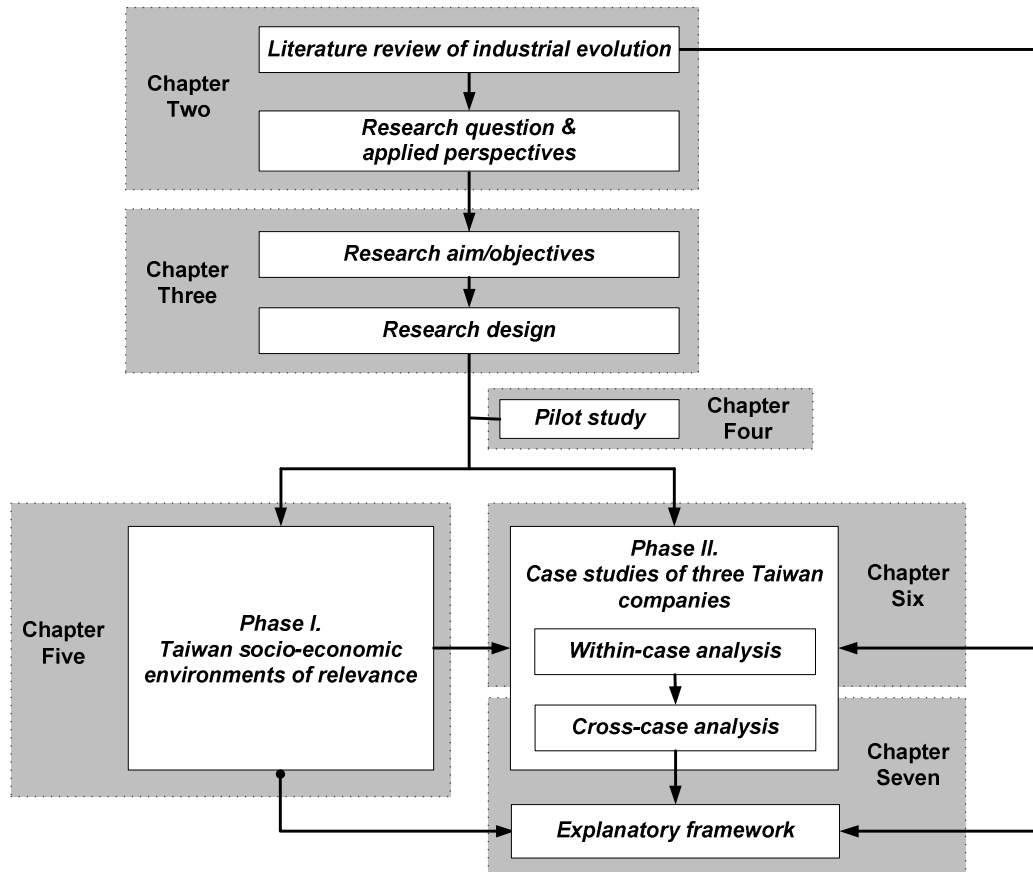 Literature review of industrial evolution
Chapter
Two
Research question &
applied perspectives
Research aim/objectives
Chapter
Three
Research design
Pilot study
Chapter
Four
Phase I.
Taiwan socio-economic
environments of relevance
Chapter
Five
Phase II.
Case studies of three Taiwan
companies
Chapter
Six
Within-case analysis
Cross-case analysis
Chapter
Seven
Explanatory framework